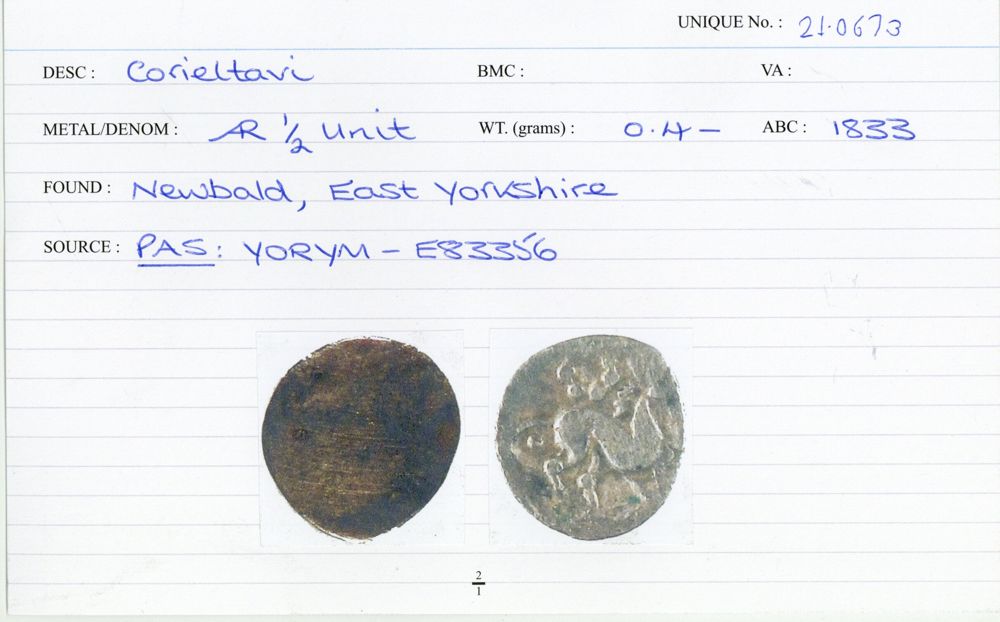 UNIQUE No. : 21.0673
DESC : Corieltavi BMC : VA :
METAL/DENOM : AR 1/2 Unit WT. (grams) : 0.4 — ABC : 1833
FOUND : Newbald, East Yorkshire
SOURCE : PAS: YORYM - E83356
2/1